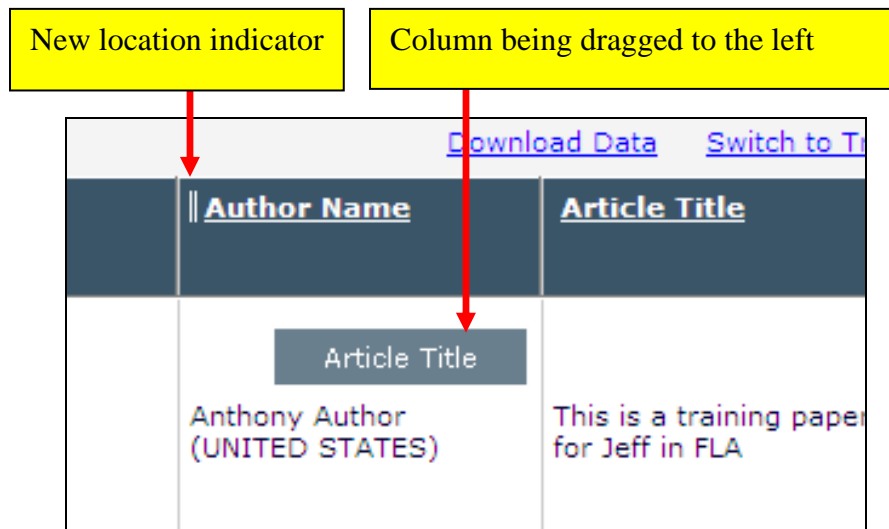 New location indicator
Column being dragged to the left
Download Data Switch to
Author Name Article Title
Article Title
Anthony Author This is a training paper
(UNITED STATES) for Jeff in FLA